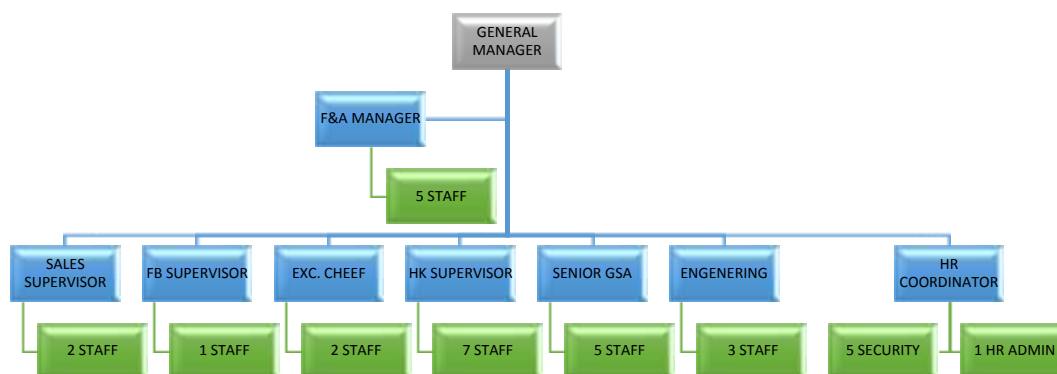 GENERAL
MANAGER
F&A MANAGER
5 STAFF
SALES
SUPERVISOR
FB SUPERVISOR
EXC. CHEEF
HK SUPERVISOR
SENIOR GSA
ENGENERING
HR
COORDINATOR
2 STAFF
1 STAFF
2 STAFF
7 STAFF
5 STAFF
3 STAFF
5 SECURITY
1 HR ADMIN